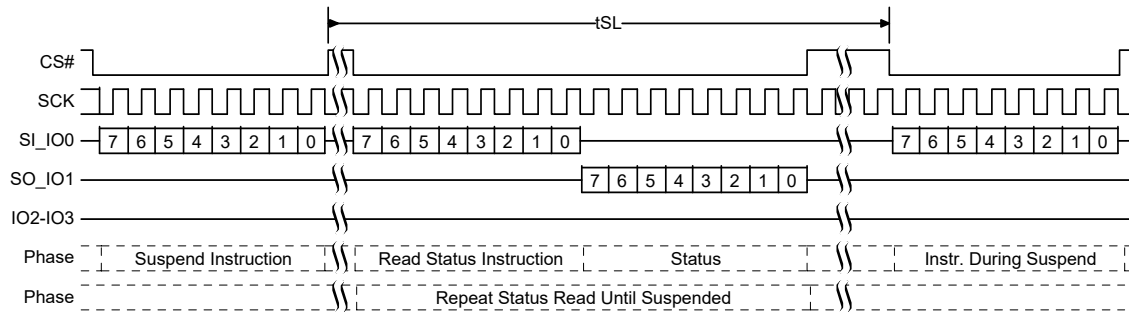 tSL
CS#
SCK
SI_IO0 7 6 5 4 3 2 1 0 7 6 5 4 3 2 1 0 7 6 5 4 3 2 1 0
SO_IO1 7 6 5 4 3 2 1 0
IO2-IO3
Phase Suspend Instruction Read Status Instruction Status Instr. During Suspend
Phase Repeat Status Read Until Suspended